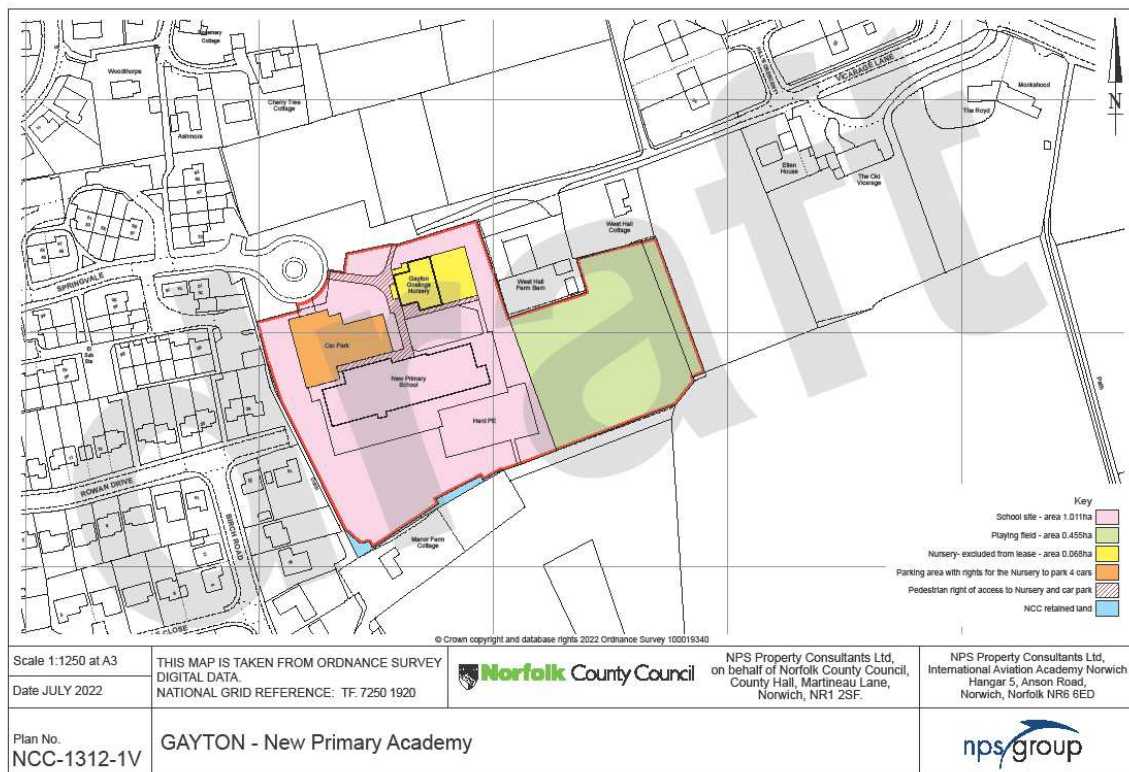 Rosemary
Cottage
Woodthorpe
Cherry Tree
Cottage
Ashmore
VICARAGE LANE
Monkshood
The Royd
Ellen
House
The Old
Vicarage
West Hall
Cottage
SPRINGVALE
Gayton
Goslings
Nursery
West Hall
Farm Barn
El
Sub
Sta
Car Park
New Primary
School
Hard PE
Path
ROWAN DRIVE
BIRCH ROAD
Drain
Manor Farm
Cottage
CLOSE
draft
N
Key
School site - area 1.011ha
Playing field - area 0.455ha
Nursery- excluded from lease - area 0.068ha
Parking area with rights for the Nursery to park 4 cars
Pedestrian right of access to Nursery and car park
NCC retained land
© Crown copyright and database rights 2022 Ordnance Survey 100019340
Scale 1:1250 at A3
Date JULY 2022
THIS MAP IS TAKEN FROM ORDNANCE SURVEY
DIGITAL DATA.
NATIONAL GRID REFERENCE: TF. 7250 1920
Norfolk County Council
NPS Property Consultants Ltd,
on behalf of Norfolk County Council,
County Hall, Martineau Lane,
Norwich, NR1 2SF.
NPS Property Consultants Ltd,
International Aviation Academy Norwich
Hangar 5, Anson Road,
Norwich, Norfolk NR6 6ED
Plan No.
NCC-1312-1V
GAYTON - New Primary Academy
nps group